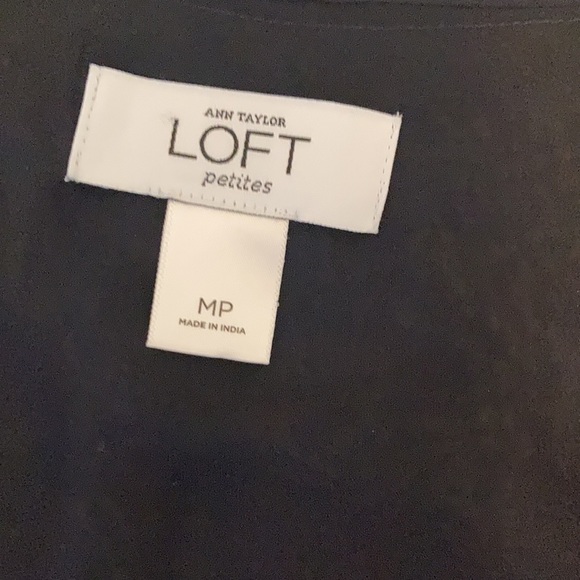 ANN TAYLOR
LOFT
petites
MP
MADE IN INDIA